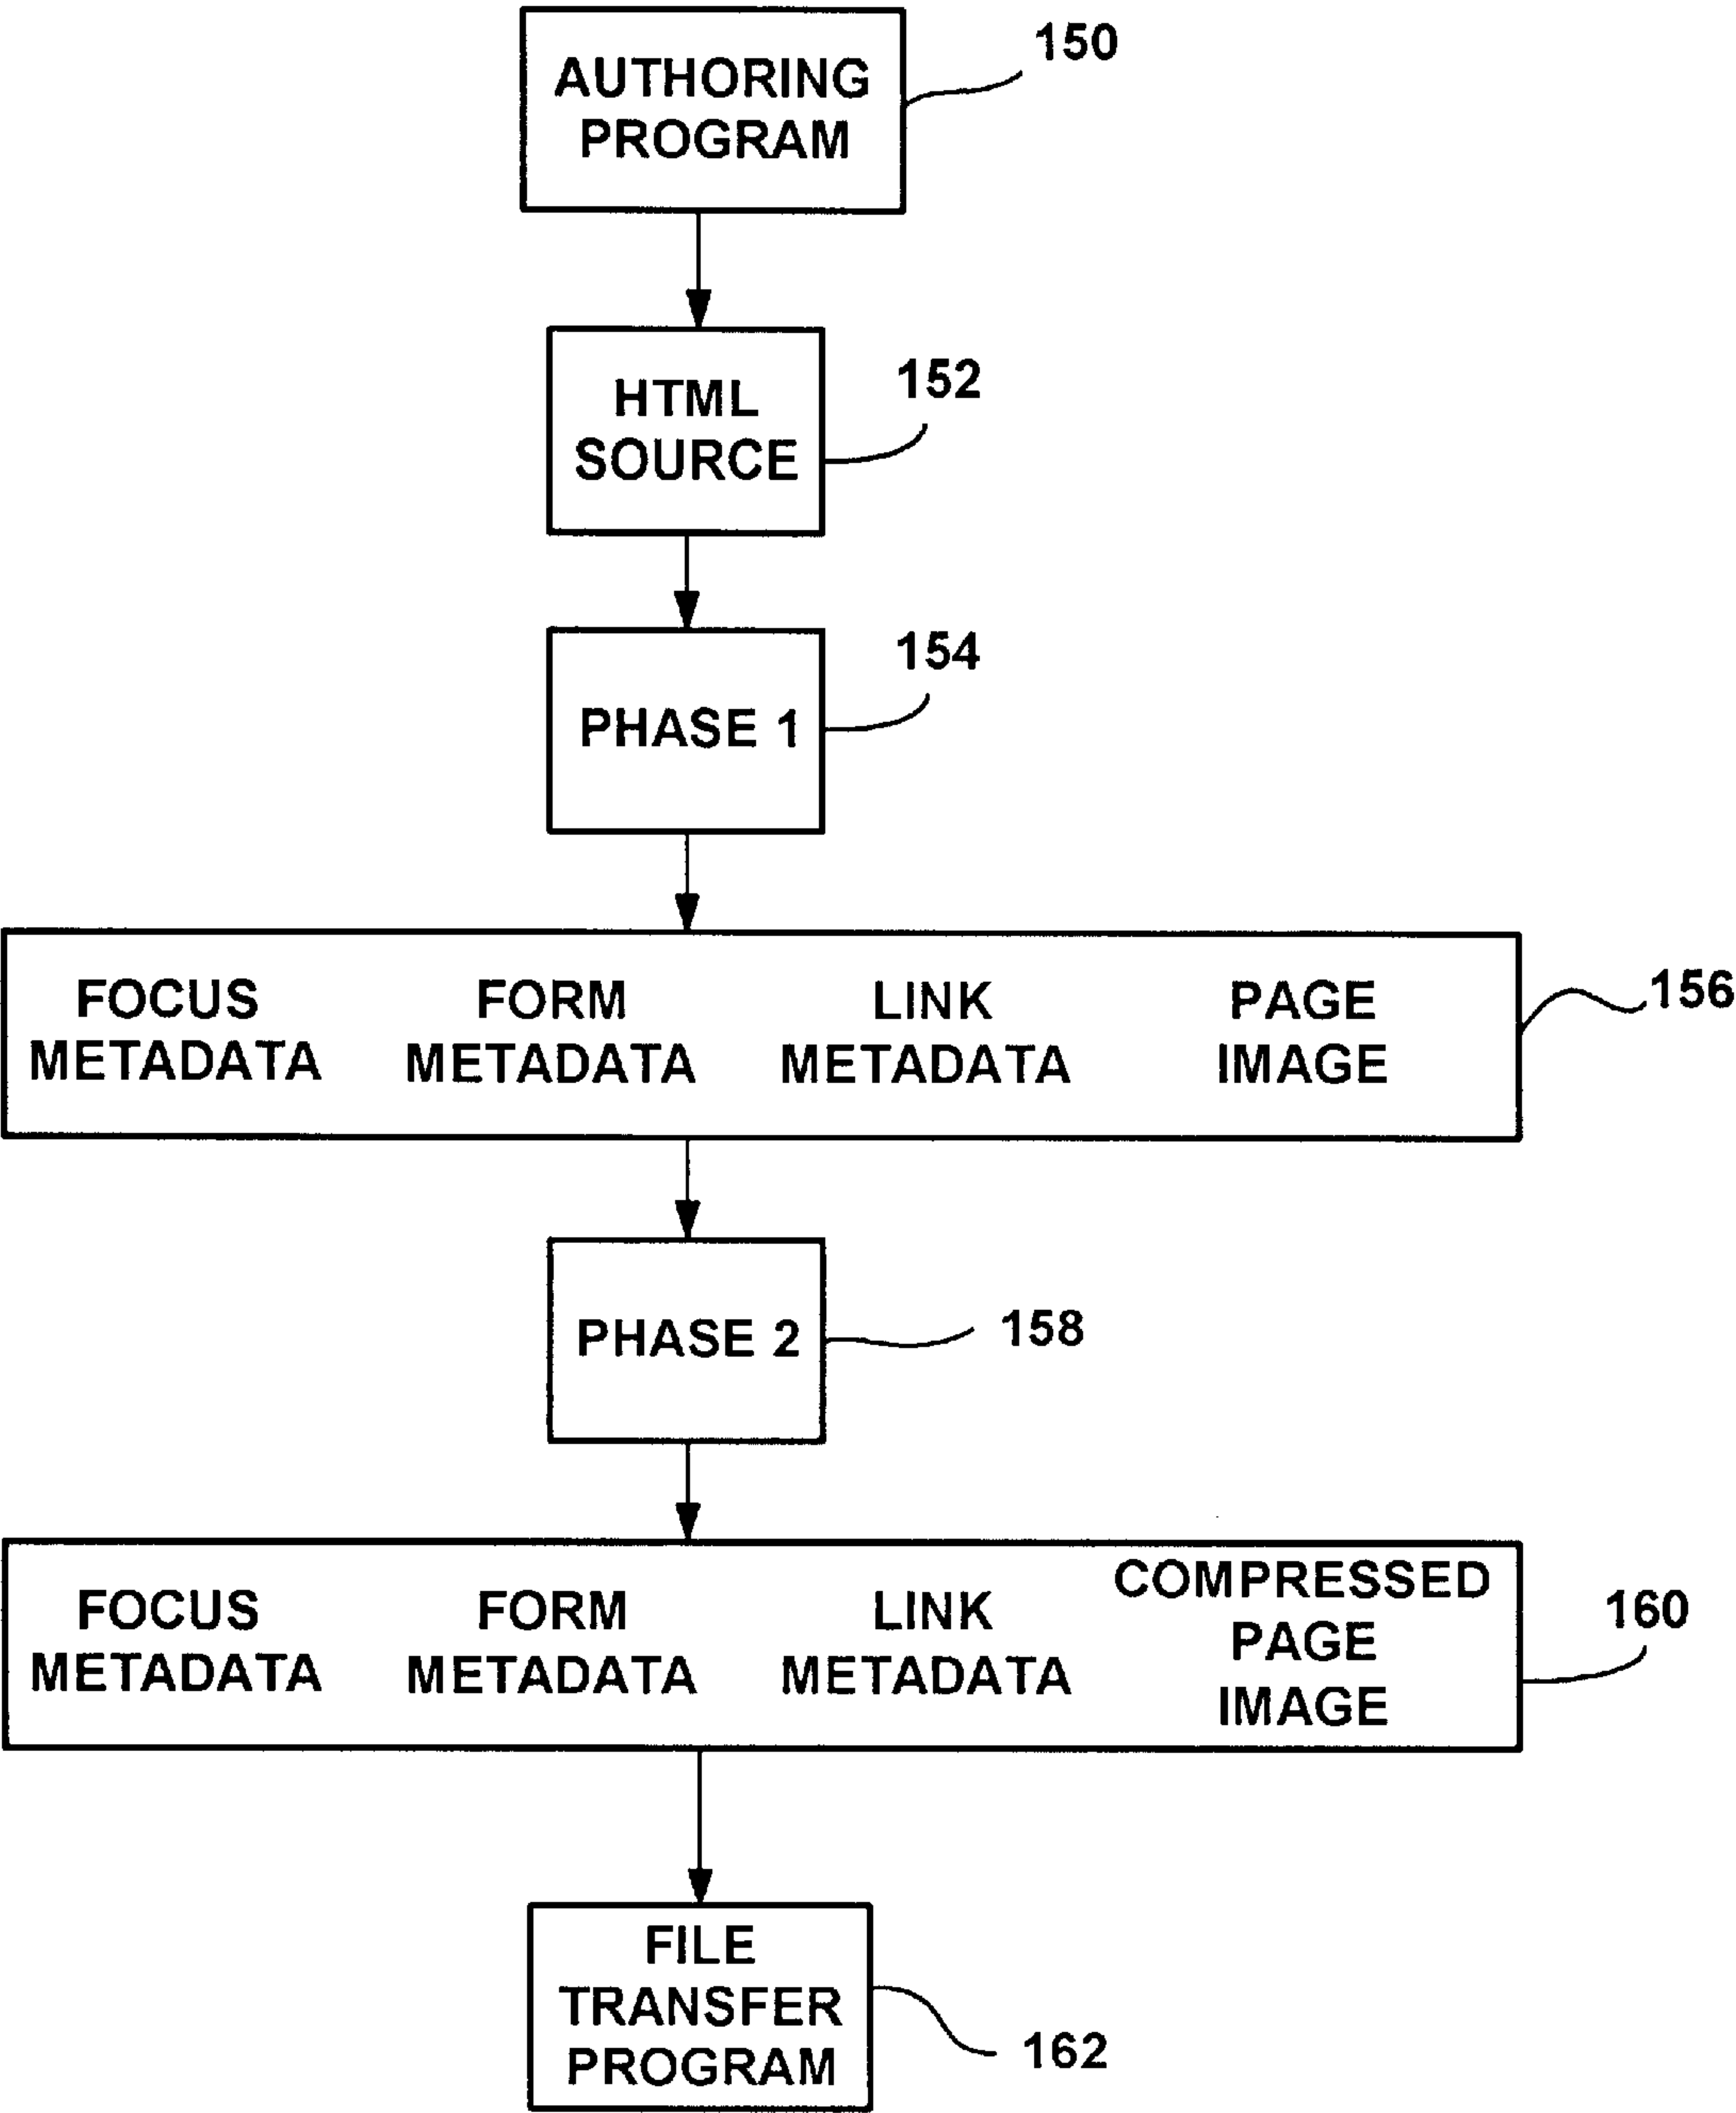 AUTHORING
PROGRAM
150
HTML
SOURCE
152
PHASE 1
154
FOCUS
METADATA
FORM
METADATA
LINK
METADATA
PAGE
IMAGE
156
PHASE 2
158
FOCUS
METADATA
FORM
METADATA
LINK
METADATA
COMPRESSED
PAGE
IMAGE
160
FILE
TRANSFER
PROGRAM
162